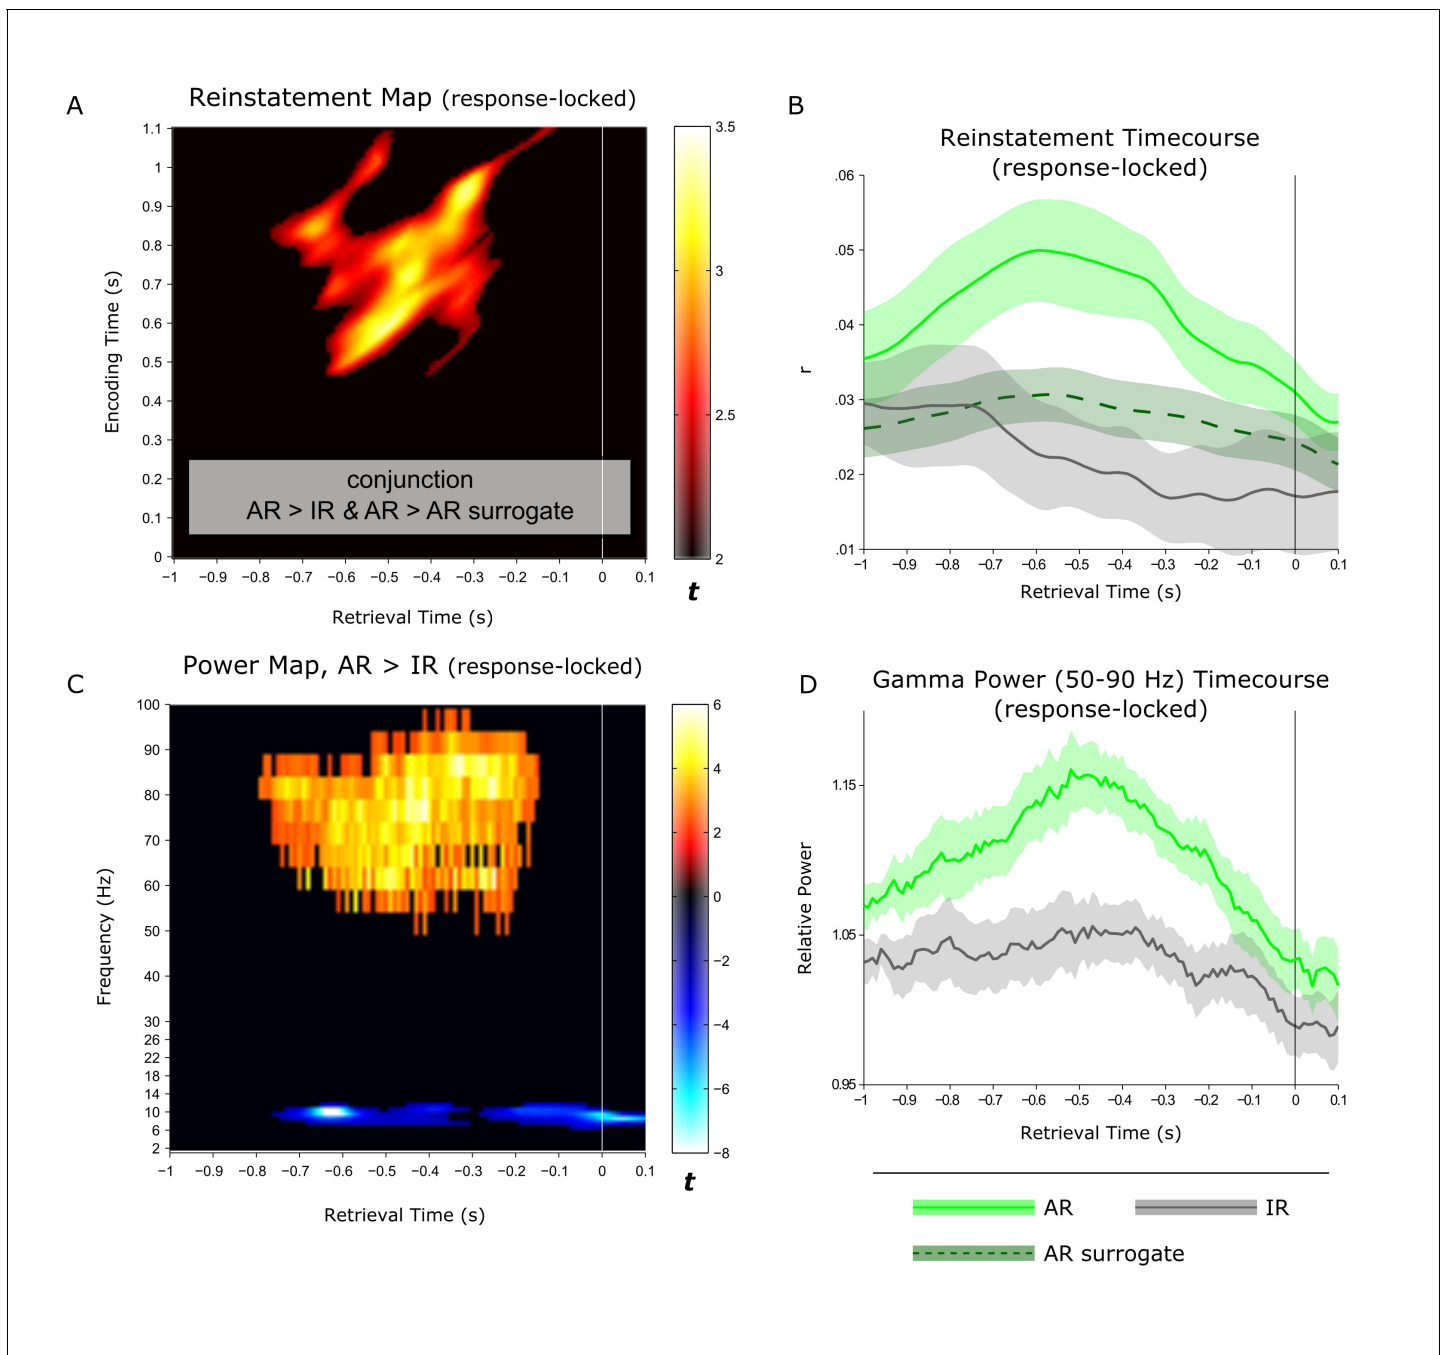 A
Reinstatement Map (response-locked)
1.1
1
0.9
0.8
0.7
0.6
0.5
0.4
0.3
0.2
0.1
0
Encoding Time (s)
conjunction
AR > IR & AR > AR surrogate
−1 −0.9 −0.8 −0.7 −0.6 −0.5 −0.4 −0.3 −0.2 −0.1 0 0.1
Retrieval Time (s)
3.5
3
2.5
2
t
B
Reinstatement Timecourse
(response-locked)
.06
.05
.04
.03
.02
.01
r
−1 −0.9 −0.8 −0.7 −0.6 −0.5 −0.4 −0.3 −0.2 −0.1 0 0.1
Retrieval Time (s)
C
Power Map, AR > IR (response-locked)
100
90
80
70
60
50
40
30
26
22
18
14
10
6
2
Frequency (Hz)
−1 −0.9 −0.8 −0.7 −0.6 −0.5 −0.4 −0.3 −0.2 −0.1 0 0.1
Retrieval Time (s)
6
4
2
0
−2
−4
−6
−8
t
D
Gamma Power (50-90 Hz) Timecourse
(response-locked)
1.15
1.05
0.95
Relative Power
−1 −0.9 −0.8 −0.7 −0.6 −0.5 −0.4 −0.3 −0.2 −0.1 0 0.1
Retrieval Time (s)
AR
IR
AR surrogate